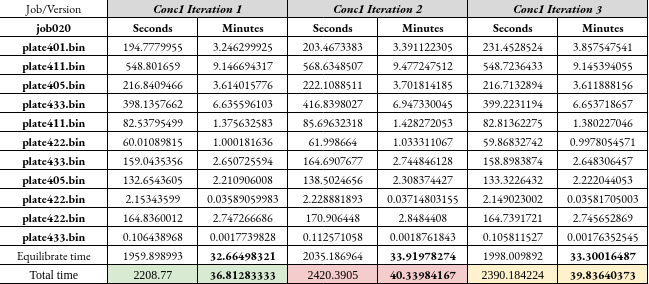 Job/Version Conc1 Iteration 1 Conc1 Iteration 2 Conc1 Iteration 3
job020 Seconds Minutes Seconds Minutes Seconds Minutes
plate401.bin 194.7779955 3.246299925 203.4673383 3.391122305 231.4528524 3.857547541
plate411.bin 548.801659 9.146694317 568.6348507 9.477247512 548.7236433 9.145394055
plate405.bin 216.8409466 3.614015776 222.1088511 3.701814185 216.7132894 3.611888156
plate433.bin 398.1357662 6.635596103 416.8398027 6.947330045 399.2231194 6.653718657
plate411.bin 82.53795499 1.375632583 85.69632318 1.428272053 82.81362275 1.380227046
plate422.bin 60.01089815 1.000181636 61.998664 1.033311067 59.86832742 0.9978054571
plate433.bin 159.0435356 2.650725594 164.6907677 2.744846128 158.8983874 2.648306457
plate405.bin 132.6543605 2.210906008 138.5024656 2.308374427 133.3226432 2.222044053
plate422.bin 2.15343599 0.03589059983 2.228881893 0.03714803155 2.149023002 0.03581705003
plate422.bin 164.8360012 2.747266686 170.906448 2.8484408 164.7391721 2.745652869
plate433.bin 0.106438968 0.0017739828 0.112571058 0.0018761843 0.105811527 0.00176352545
Equilibrate time 1959.898993 32.66498321 2035.186964 33.91978274 1998.009892 33.30016487
Total time 2208.77 36.81283333 2420.3905 40.33984167 2390.184224 39.83640373